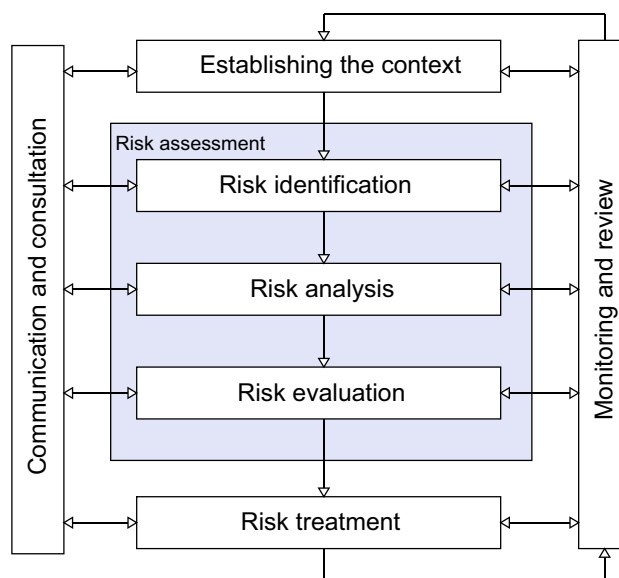 Establishing the context
Communication and consultation
Risk assessment
Risk identification
Risk analysis
Risk evaluation
Risk treatment
Monitoring and review